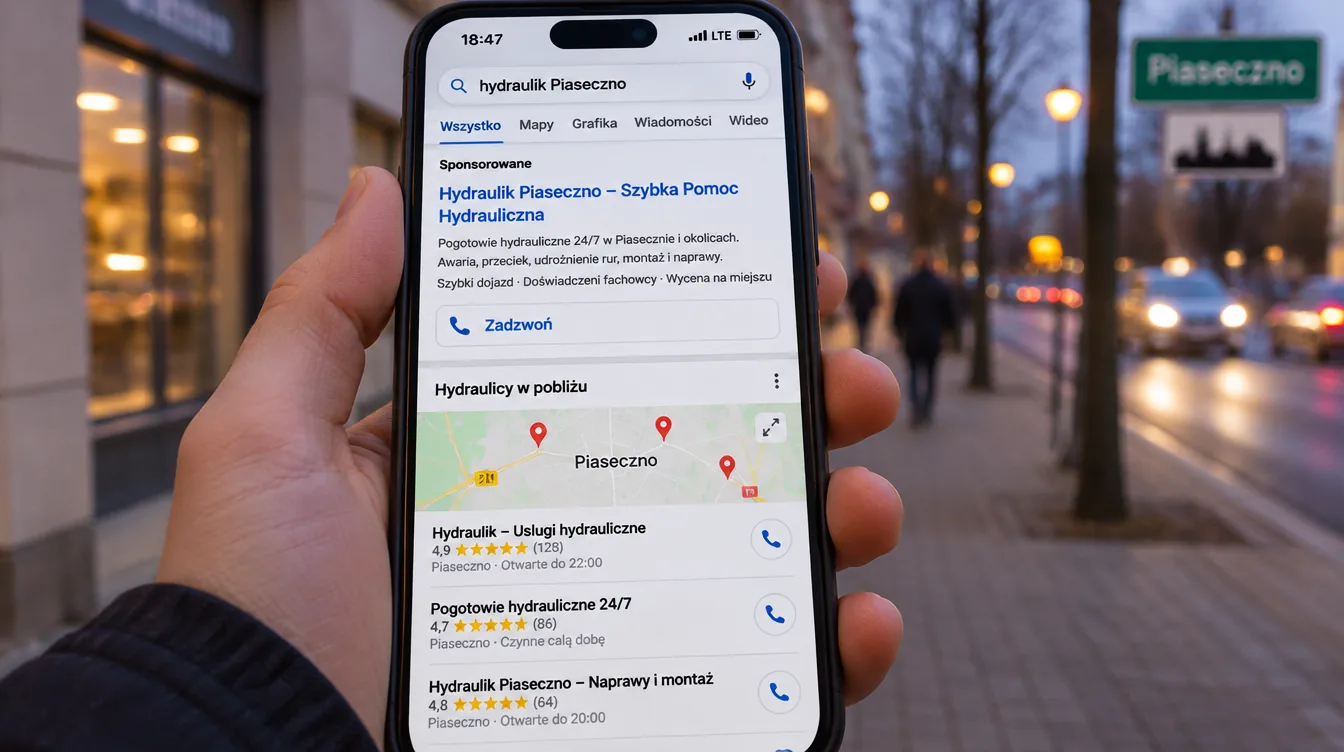 18:47
LTE
hydraulik Piaseczno
Wszystko Mapy Grafika Wiadomości Wideo
Sponsorowane
Hydraulik Piaseczno – Szybka Pomoc
Hydrauliczna
Pogotowie hydrauliczne 24/7 w Piasecznie i okolicach.
Awaria, przeciek, udrożnienie rur, montaż i naprawy.
Szybki dojazd · Doświadczeni fachowcy · Wycena na miejscu
Zadzwoń
Hydraulicy w pobliżu
Piaseczno
Hydraulik – Usługi hydrauliczne
4,9 ★★★★★ (128)
Piaseczno · Otwarte do 22:00
Pogotowie hydrauliczne 24/7
4,7 ★★★★★ (86)
Piaseczno · Czynne całą dobę
Hydraulik Piaseczno – Naprawy i montaż
4,8 ★★★★★ (64)
Piaseczno · Otwarte do 20:00
Piaseczno